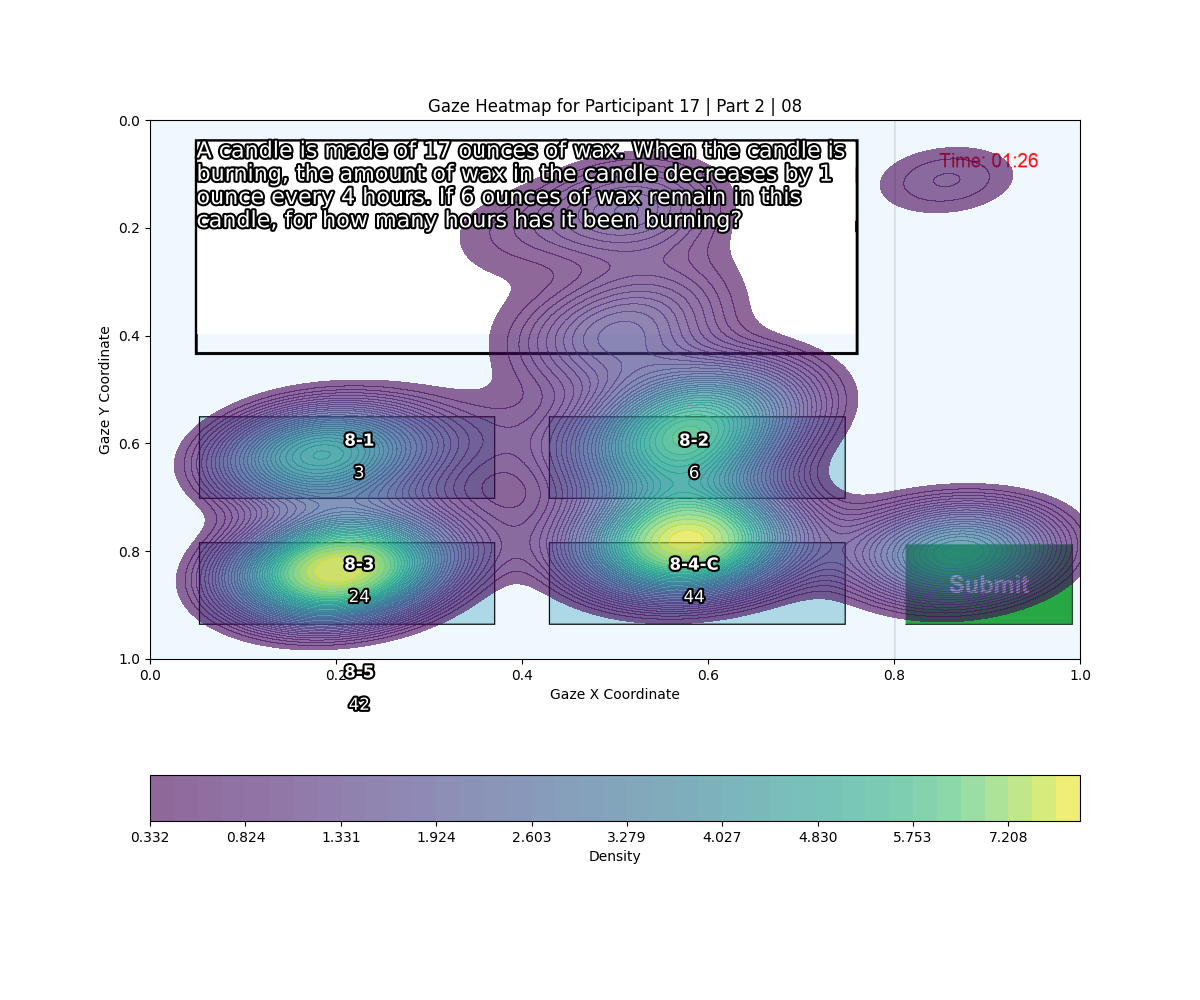 Gaze Heatmap for Participant 17 | Part 2 | 08
A candle is made of 17 ounces of wax. When the candle is
burning, the amount of wax in the candle decreases by 1
ounce every 4 hours. If 6 ounces of wax remain in this
candle, for how many hours has it been burning?
Time: 01:26
8-1
3
8-2
6
8-3
24
8-4-C
44
Submit
8-5
42
0.0
0.2
0.4
0.6
0.8
1.0
Gaze Y Coordinate
0.0
0.2
0.4
0.6
0.8
1.0
Gaze X Coordinate
0.332
0.824
1.331
1.924
2.603
3.279
4.027
4.830
5.753
7.208
Density